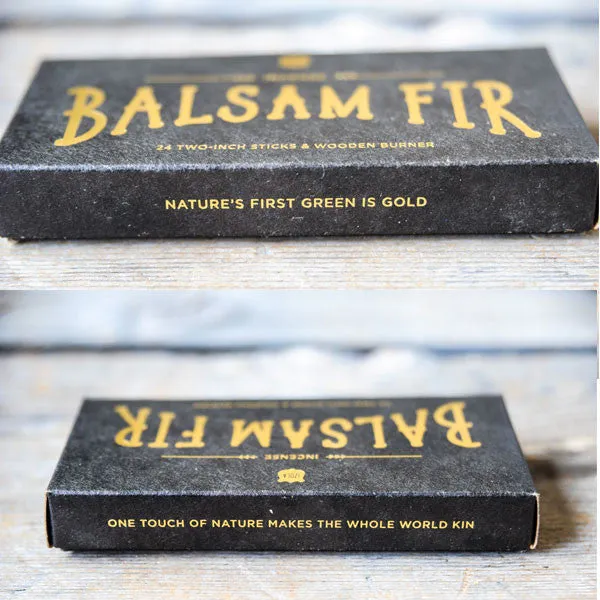 BALSAM FIR
24 TWO-INCH STICKS & WOODEN BURNER
NATURE'S FIRST GREEN IS GOLD
BALSAM FIR
INCENSE
ONE TOUCH OF NATURE MAKES THE WHOLE WORLD KIN